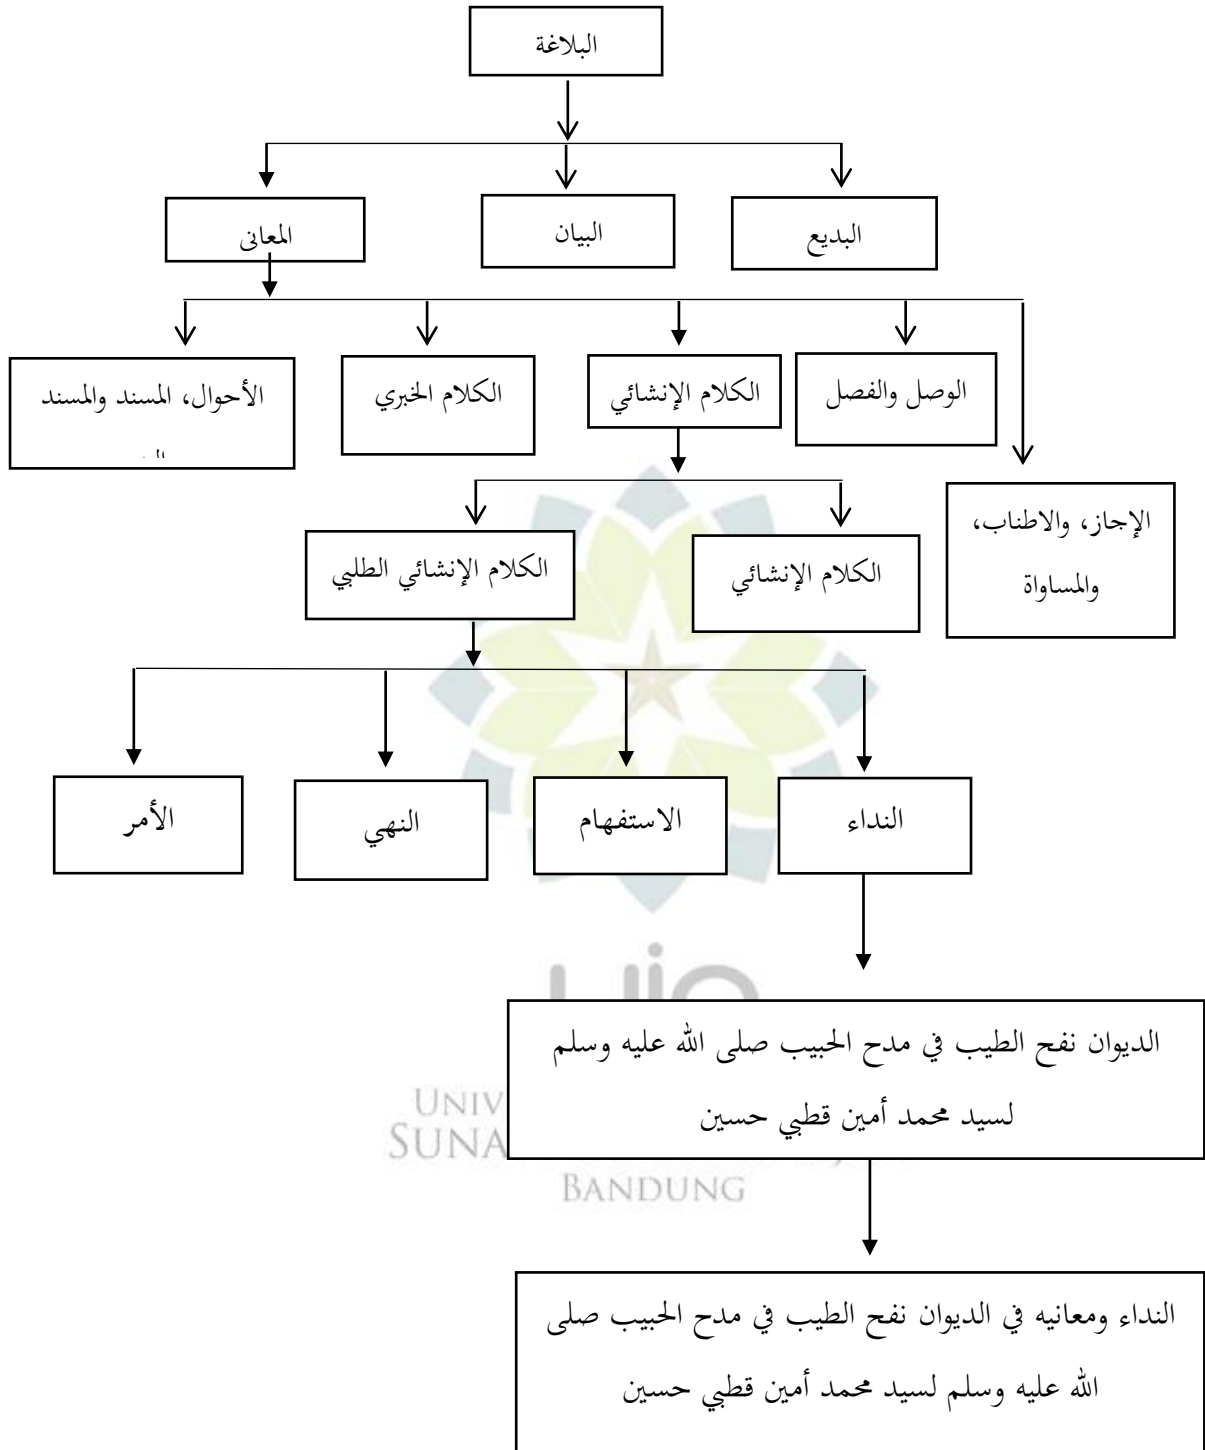 البلاغة
البديع
البيان
المعانى
الوصل والفصل
الكلام الإنشائي
الكلام الخبري
الأحوال، المسند والمسند
الإجاز، والاطناب،
والمساواة
الكلام الإنشائي
الكلام الإنشائي الطلبي
النداء
الاستفهام
النهي
الأمر
uin
الديوان نفح الطيب في مدح الحبيب صلى الله عليه وسلم
لسيد محمد أمين قطبي حسين
UNIV
SUNA
BANDUNG
النداء ومعانيه في الديوان نفح الطيب في مدح الحبيب صلى
الله عليه وسلم لسيد محمد أمين قطبي حسين